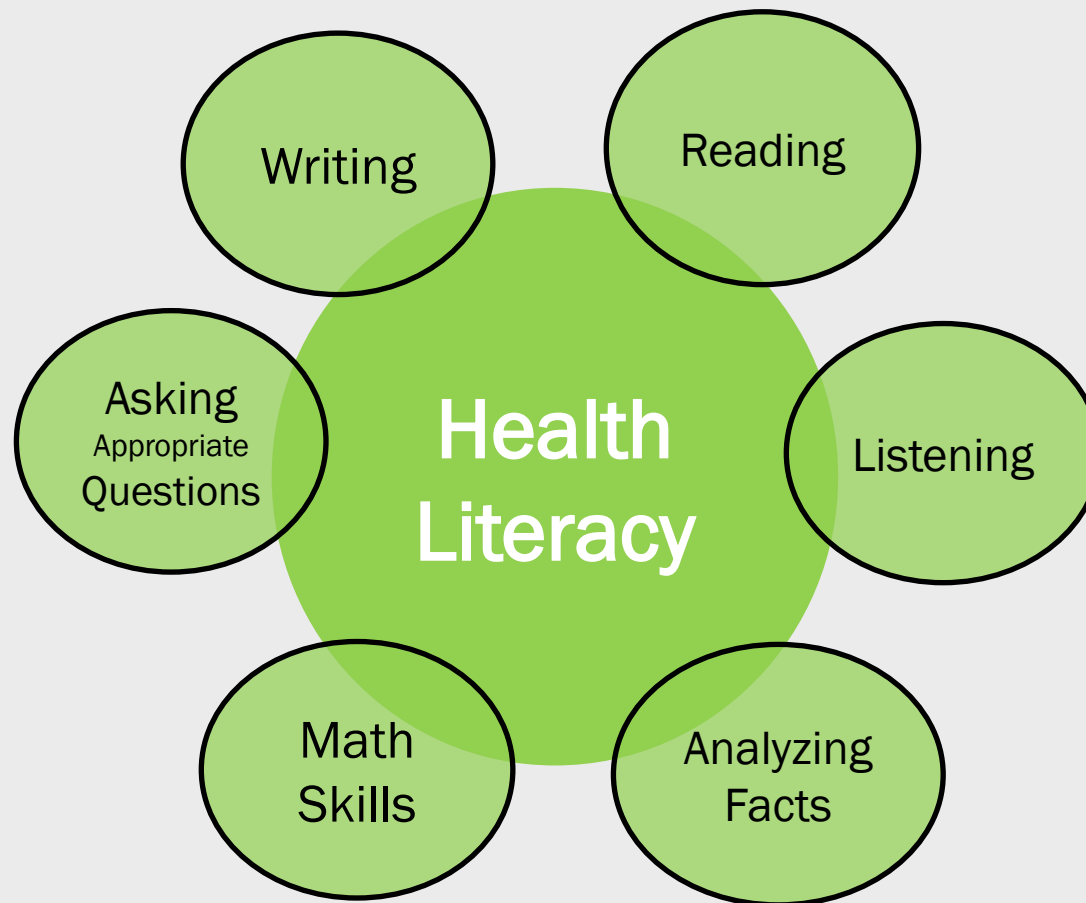 Writing
Reading
Asking
Appropriate
Questions
Health
Literacy
Listening
Math
Skills
Analyzing
Facts